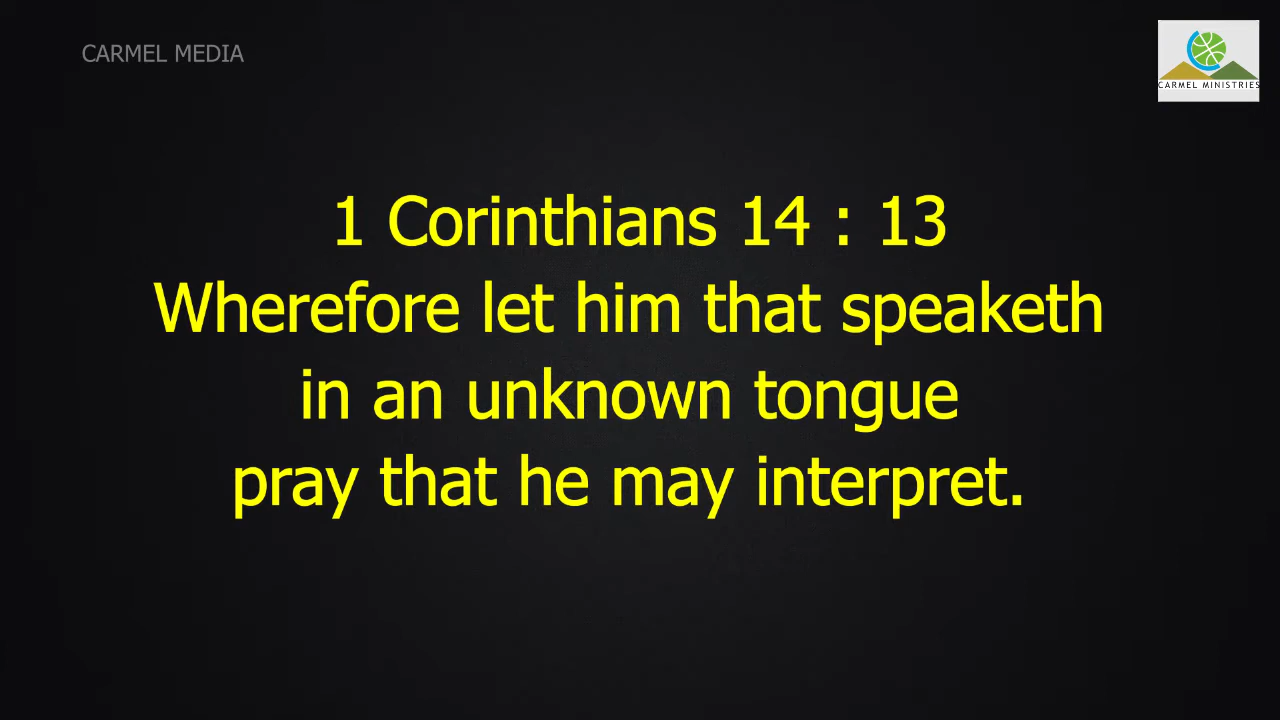 CARMEL MEDIA
CARMEL MINISTRIES
1 Corinthians 14 : 13
Wherefore let him that speaketh
in an unknown tongue
pray that he may interpret.